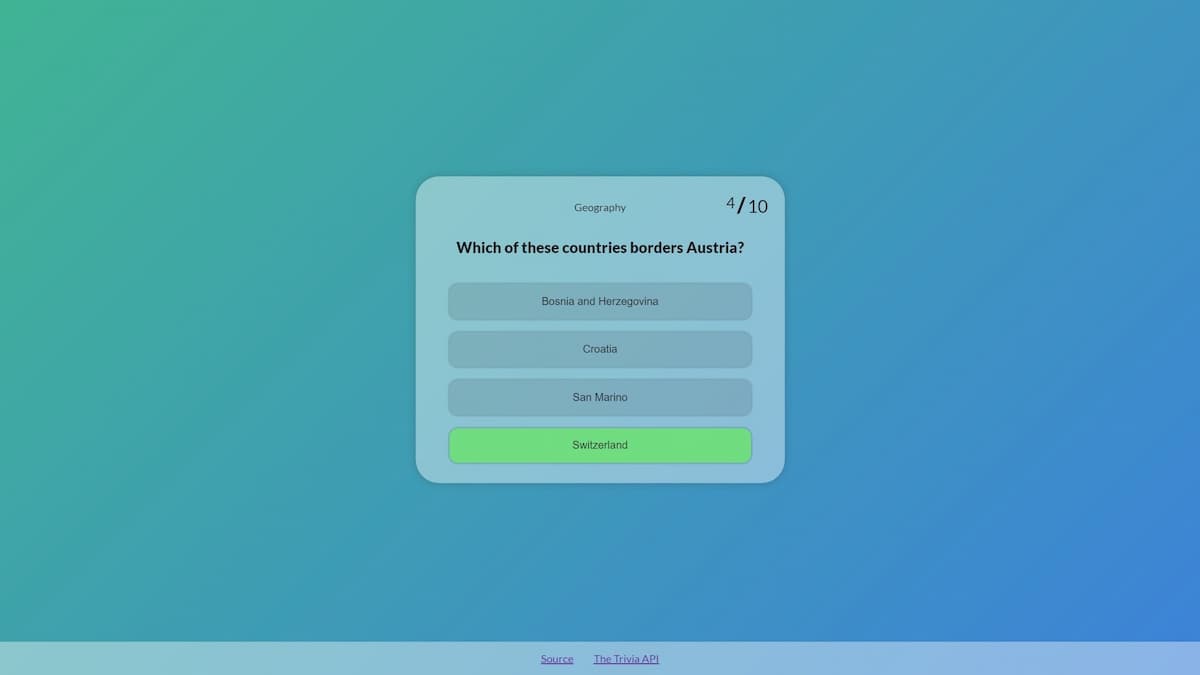 Geography
4/10
Which of these countries borders Austria?
Bosnia and Herzegovina
Croatia
San Marino
Switzerland
Source The Trivia API